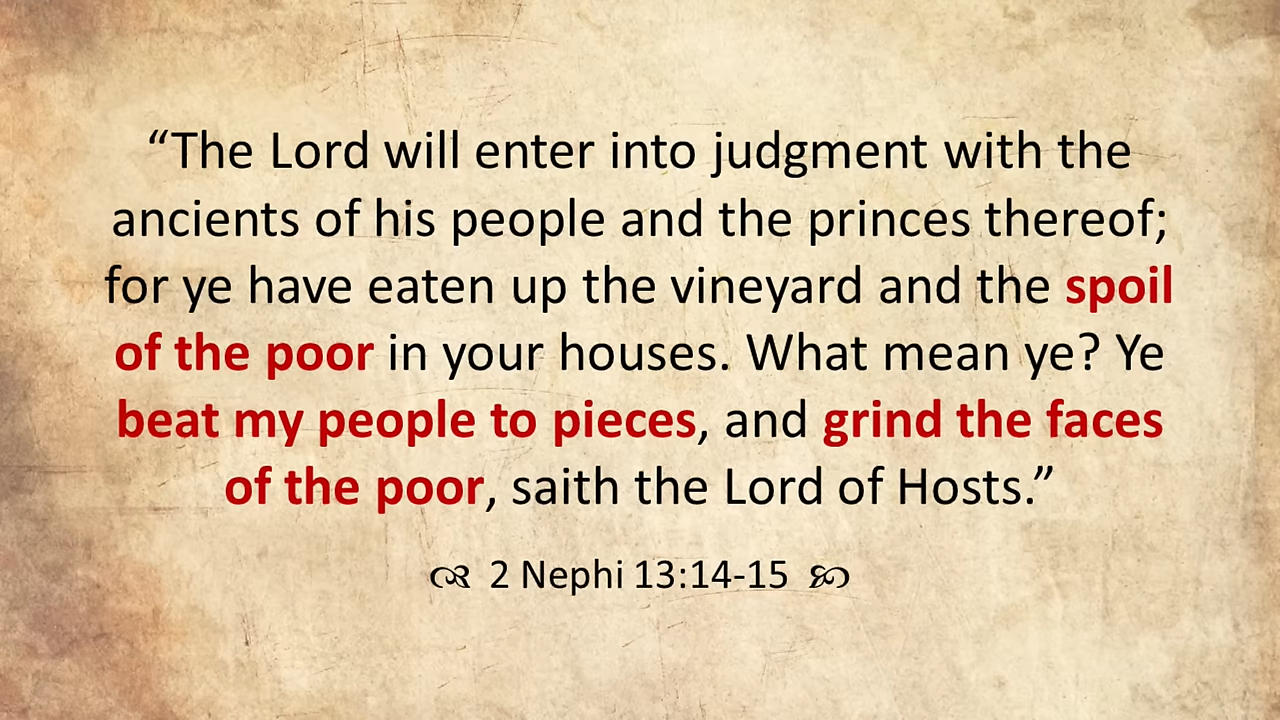 “The Lord will enter into judgment with the
ancients of his people and the princes thereof;
for ye have eaten up the vineyard and the spoil
of the poor in your houses. What mean ye? Ye
beat my people to pieces, and grind the faces
of the poor, saith the Lord of Hosts.”
2 Nephi 13:14-15